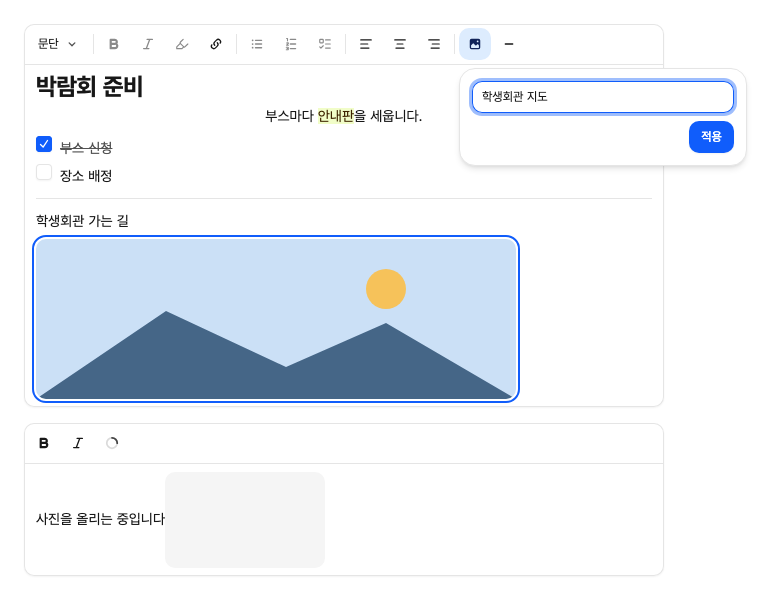 문단
B I
학생회관 지도
적용
박람회 준비
부스마다 안내판을 세웁니다.
부스 신청
장소 배정
학생회관 가는 길
B I
사진을 올리는 중입니다